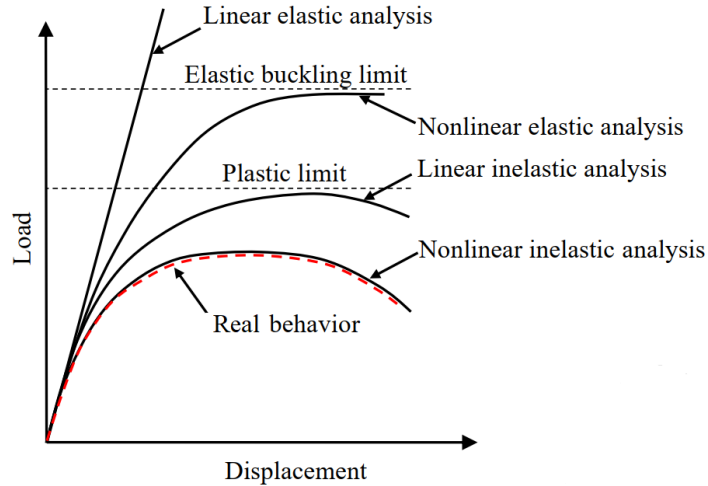 Linear elastic analysis
Elastic buckling limit
Nonlinear elastic analysis
Plastic limit
Linear inelastic analysis
Nonlinear inelastic analysis
Load
Real behavior
Displacement